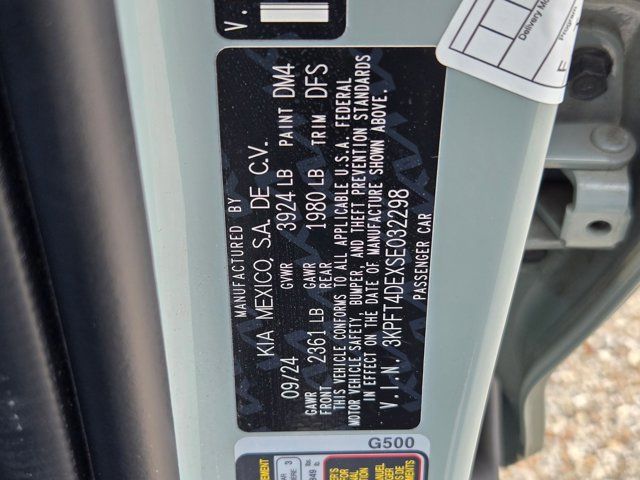 MANUFACTURED BY
KIA MEXICO, S.A. DE C.V.
09/24 GVWR 3924 LB PAINT DM4
GAWR FRONT 2361 LB GAWR REAR 1980 LB TRIM DFS
THIS VEHICLE CONFORMS TO ALL APPLICABLE U.S.A. FEDERAL
MOTOR VEHICLE SAFETY, BUMPER, AND THEFT PREVENTION STANDARDS
IN EFFECT ON THE DATE OF MANUFACTURE SHOWN ABOVE.
V.I.N. 3KPFT4DEXSE032298
PASSENGER CAR
V.
Program
G500